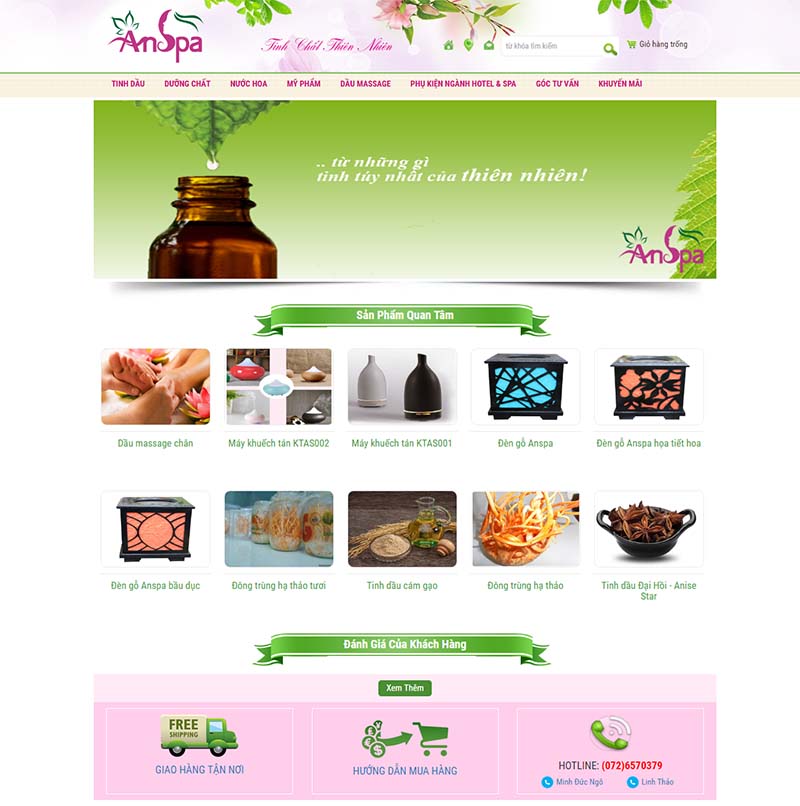 AnSpa
Tinh Chất Thiên Nhiên
từ khóa tìm kiếm
Giỏ hàng trống
TINH DẦU DƯỠNG CHẤT NƯỚC HOA MỸ PHẨM DẦU MASSAGE PHỤ KIỆN NGÀNH HOTEL & SPA GÓC TƯ VẤN KHUYẾN MÃI
.. từ những gì
tinh túy nhất của thiên nhiên!
AnSpa
Sản Phẩm Quan Tâm
Dầu massage chân Máy khuếch tán KTAS002 Máy khuếch tán KTAS001 Đèn gỗ Anspa Đèn gỗ Anspa họa tiết hoa
Đèn gỗ Anspa bầu dục Đông trùng hạ thảo tươi Tinh dầu cám gạo Đông trùng hạ thảo Tinh dầu Đại Hồi - Anise
Star
Đánh Giá Của Khách Hàng
Xem Thêm
FREE
SHIPPING
GIAO HÀNG TẬN NƠI
HƯỚNG DẪN MUA HÀNG
HOTLINE: (072)6570379
Minh Đức Ngô Linh Thảo